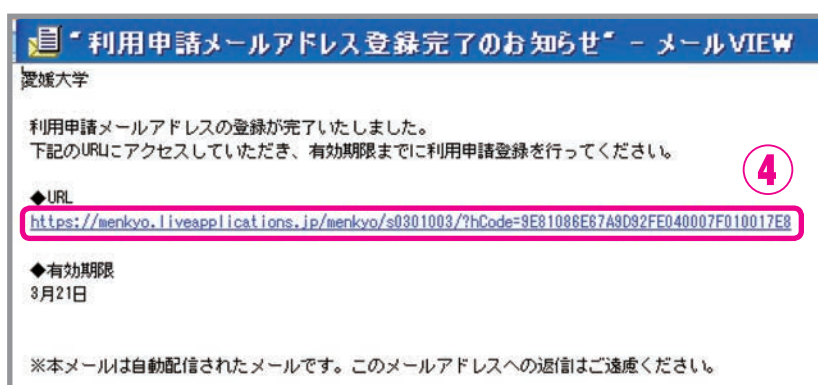 “利用申請メールアドレス登録完了のお知らせ“ - メールVIEW
愛媛大学
利用申請メールアドレスの登録が完了いたしました。
下記のURLにアクセスしていただき、有効期限までに利用申請登録を行ってください。
④
◆URL
https://menkyo.liveapplications.jp/menkyo/s0301003/?hCode=9E81086E67A9D92FE040007F010017E8
◆有効期限
3月21日
※本メールは自動配信されたメールです。このメールアドレスへの返信はご遠慮ください。